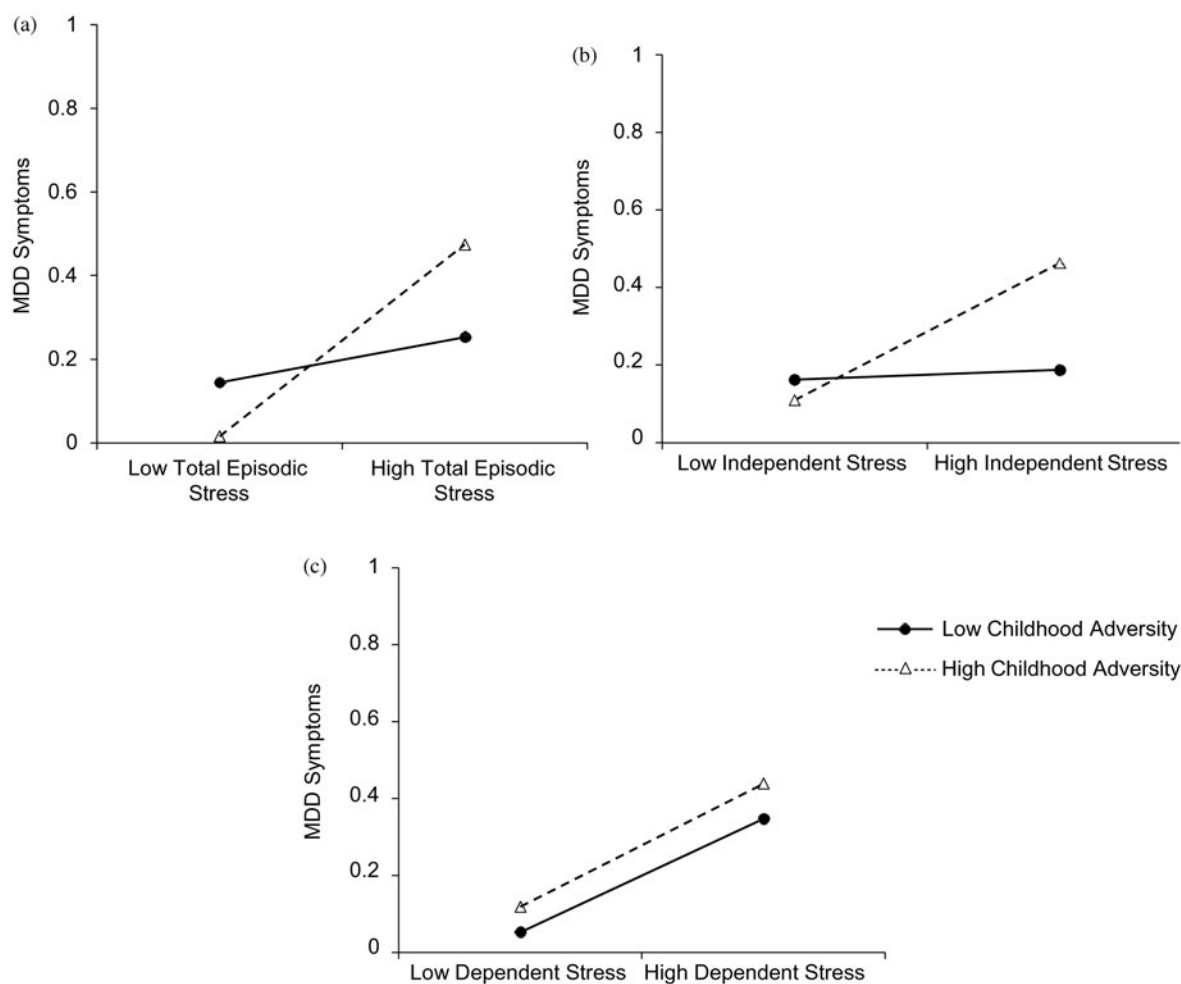 (a)
1
0.8
0.6
0.4
0.2
0
MDD Symptoms
Low Total Episodic
Stress
High Total Episodic
Stress
(b)
1
0.8
0.6
0.4
0.2
0
MDD Symptoms
Low Independent Stress
High Independent Stress
(c)
1
0.8
0.6
0.4
0.2
0
MDD Symptoms
Low Dependent Stress
High Dependent Stress
Low Childhood Adversity
High Childhood Adversity